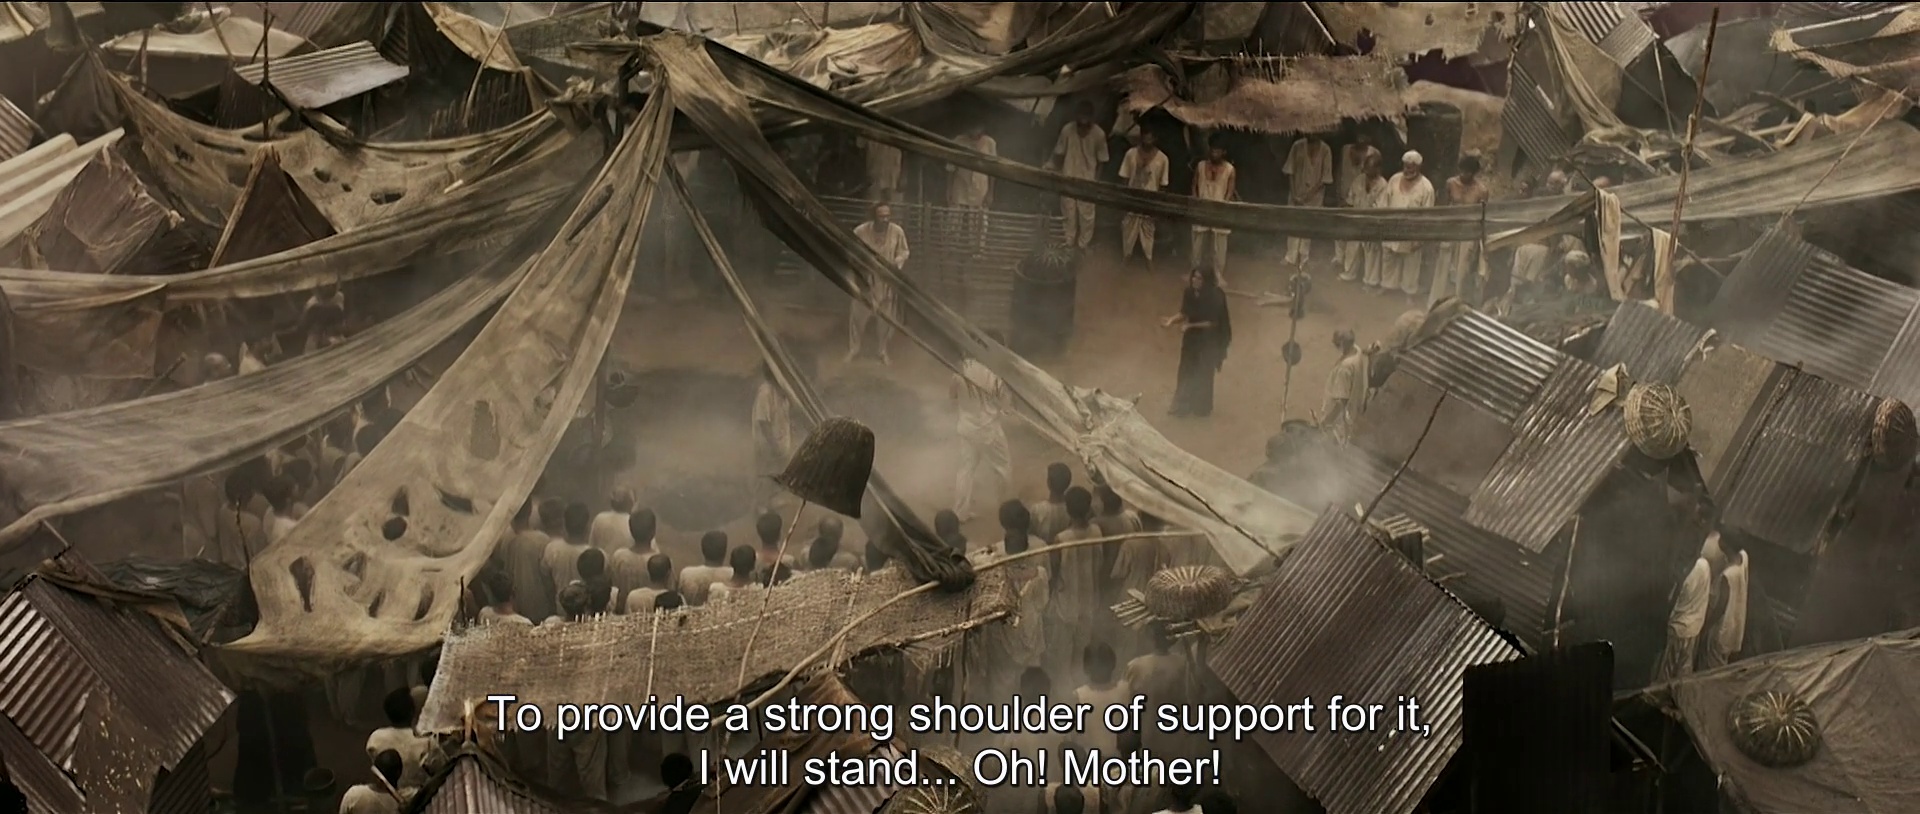 To provide a strong shoulder of support for it,
I will stand... Oh! Mother!